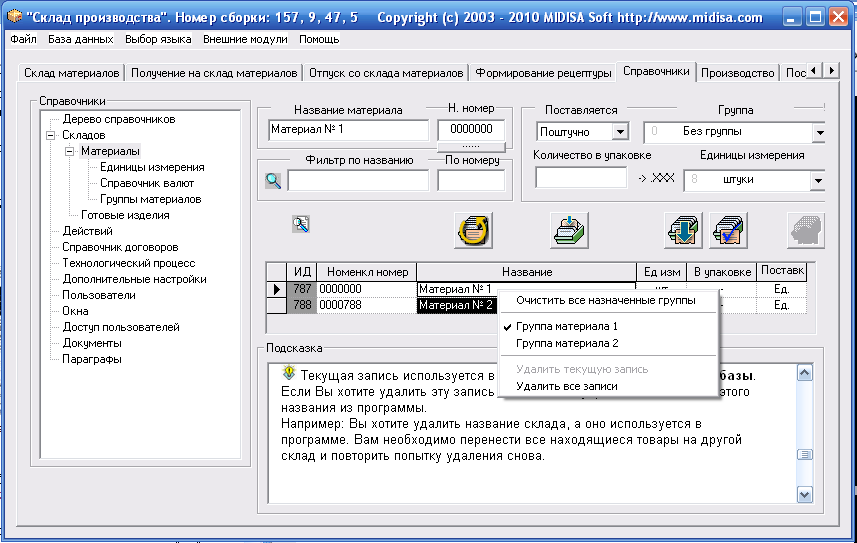 "Склад производства". Номер сборки: 157, 9, 47, 5 Copyright (c) 2003 - 2010 MIDISA Soft http://www.midisa.com
Файл База данных Выбор языка Внешние модули Помощь
Склад материалов Получение на склад материалов Отпуск со склада материалов Формирование рецептуры Справочники Производство Пос
Справочники
Дерево справочников
Складов
Материалы
Единицы измерения
Справочник валют
Группы материалов
Готовые изделия
Действий
Справочник договоров
Технологический процесс
Дополнительные настройки
Пользователи
Окна
Доступ пользователей
Документы
Параграфы
Название материала Н. номер
Материал № 1 0000000
......
Фильтр по названию По номеру
Поставляется Группа
Поштучно 0 Без группы
Количество в упаковке Единицы измерения
-> .XXX 8 штуки
ИД Номенкл номер Название Ед изм В упаковке Поставк
787 0000000 Материал № 1 шт. - Ед.
788 0000788 Материал № 2 - Ед.
Очистить все назначенные группы
Группа материала 1
Группа материала 2
Удалить текущую запись
Удалить все записи
Подсказка
Текущая запись используется в базы.
Если Вы хотите удалить эту запись этого
названия из программы.
Например: Вы хотите удалить название склада, а оно используется в
программе. Вам необходимо перенести все находящиеся товары на другой
склад и повторить попытку удаления снова.